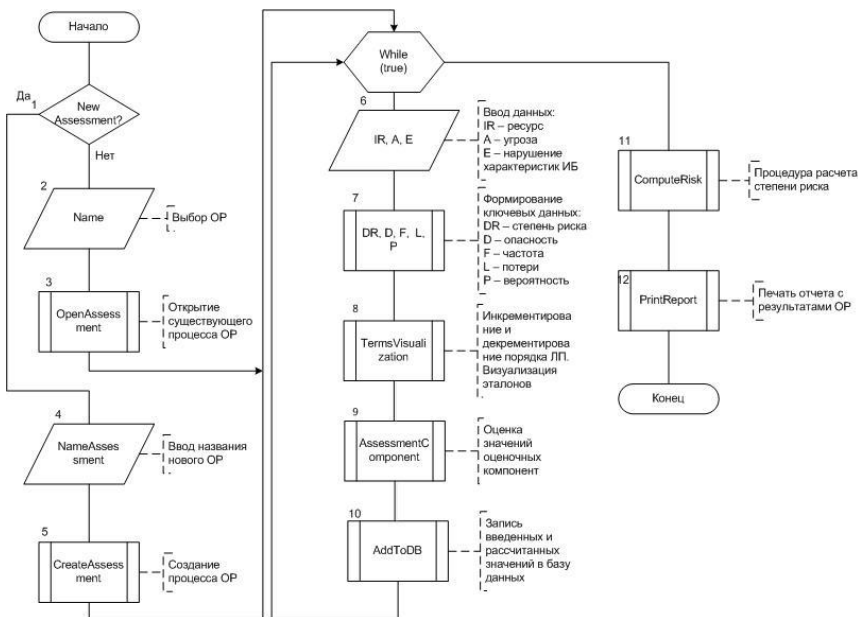 Начало
Да
1
New
Assessment?
Нет
2
Name
Выбор ОР
3
OpenAssess
ment
Открытие
существующего
процесса ОР
4
NameAsses
sment
Ввод названия
нового ОР
5
CreateAssess
ment
Создание
процесса ОР
While
(true)
6
IR, A, E
Ввод данных:
IR – ресурс
A – угроза
E – нарушение
характеристик ИБ
7
DR, D, F, L,
P
Формирование
ключевых данных:
DR – степень риска
D – опасность
F – частота
L – потери
P – вероятность
8
TermsVisuali
zation
Инкрементирова
ние и
декрементирова
ние порядка ЛП.
Визуализация
эталонов
9
AssessmentC
omponent
Оценка
значений
оценочных
компонент
10
AddToDB
Запись
введенных и
рассчитанных
значений в базу
данных
11
ComputeRisk
Процедура расчета
степени риска
12
PrintReport
Печать отчета с
результатами ОР
Конец